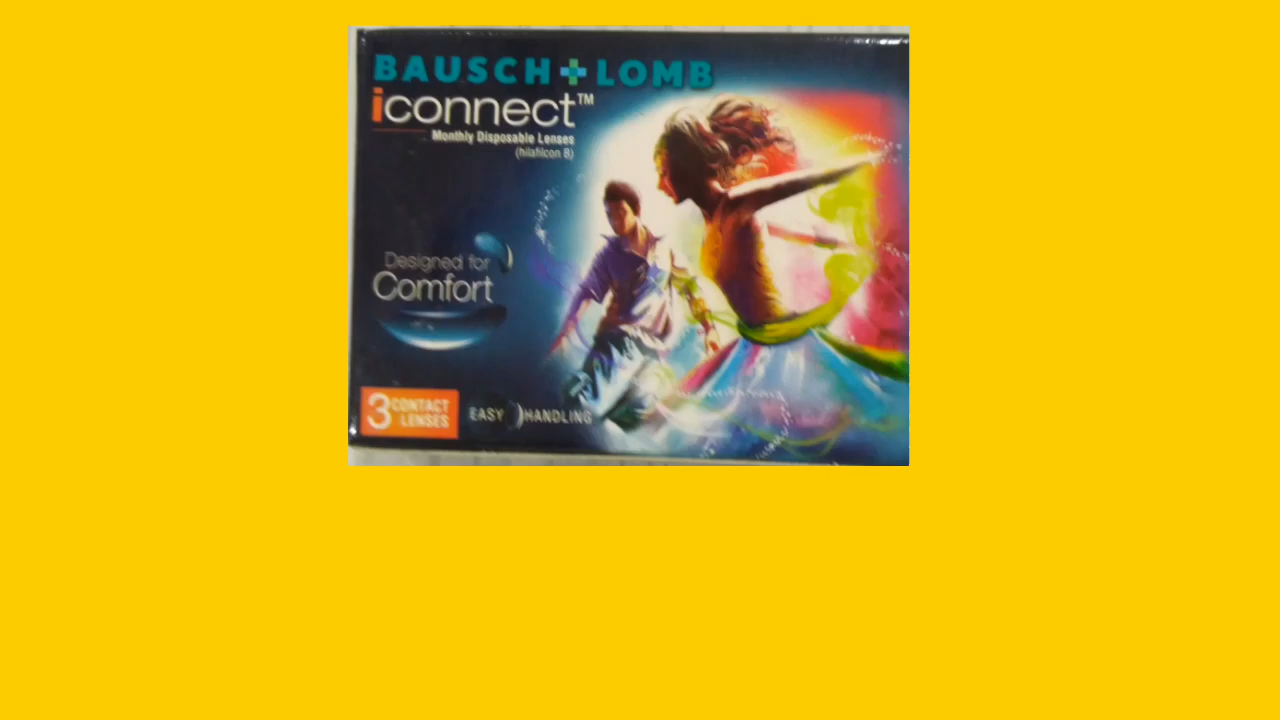 BAUSCH + LOMB
iconnect™
Monthly Disposable Lenses
(hilafilcon B)
Designed for
Comfort
3 CONTACT
LENSES
EASY HANDLING